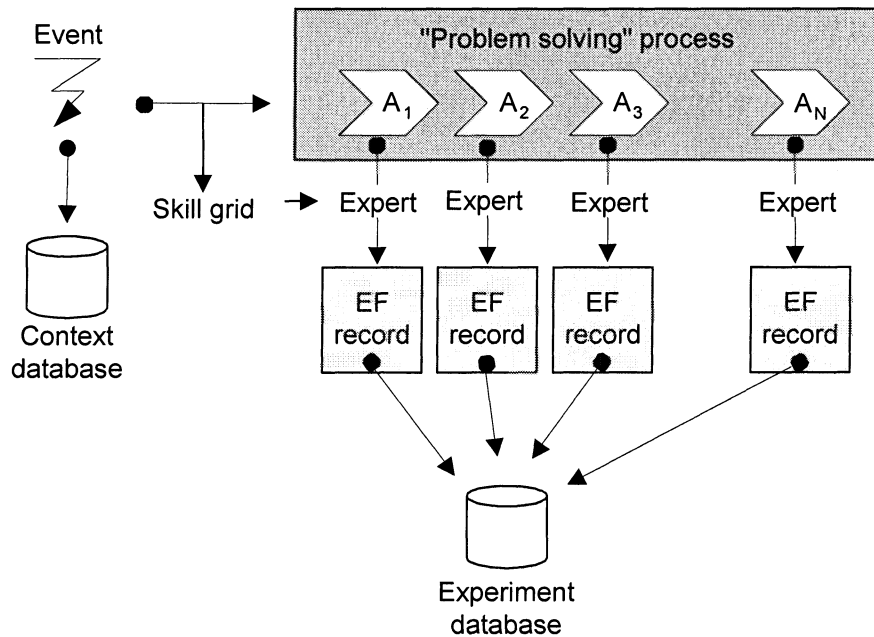 Event
"Problem solving" process
A1 A2 A3 AN
Skill grid
Expert Expert Expert Expert
EF record
EF record
EF record
EF record
Context
database
Experiment
database